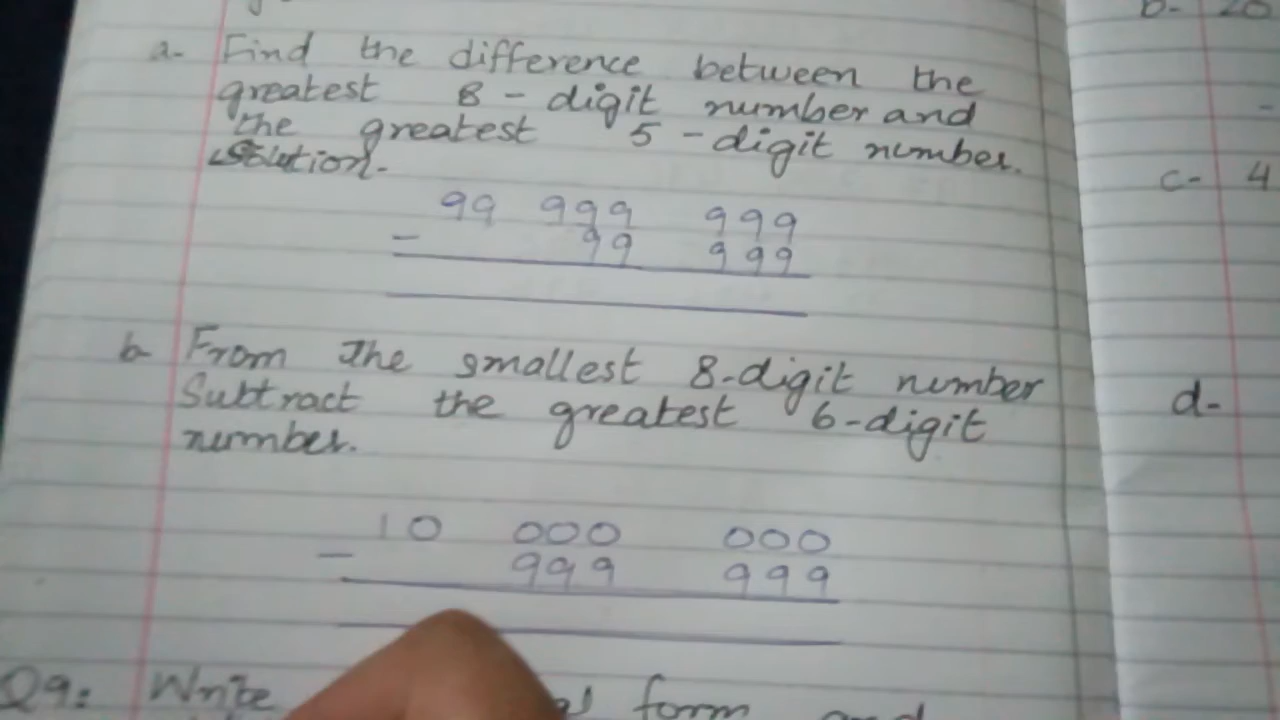 a- Find the difference between the
greatest 8-digit number and
the greatest 5-digit number.
Solution-
99 999 999
- 99 999
b- From The smallest 8-digit number
Subtract the greatest 6-digit
number.
10 000 000
- 999 999
Q9: Write form and
b- 20
-
c- 4
d-